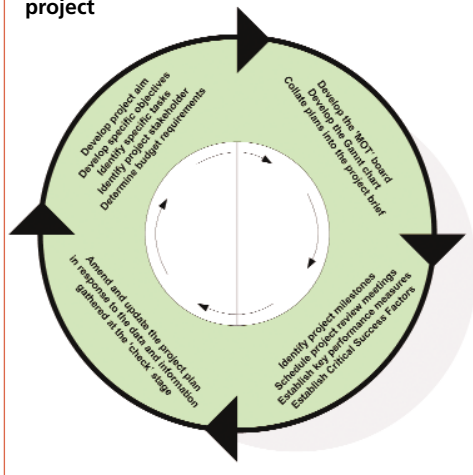 project
Develop project aim
Develop specific objectives
Identify specific tasks
Identify project stakeholder
Determine budget requirements
Develop the 'MOT' board
Develop the Gannt chart
Collate plans into the project brief
Identify project milestones
Schedule project review meetings
Establish key performance measures
Establish Critical Success Factors
Amend and update the project plan
in response to the data and information
gathered at the 'check' stage